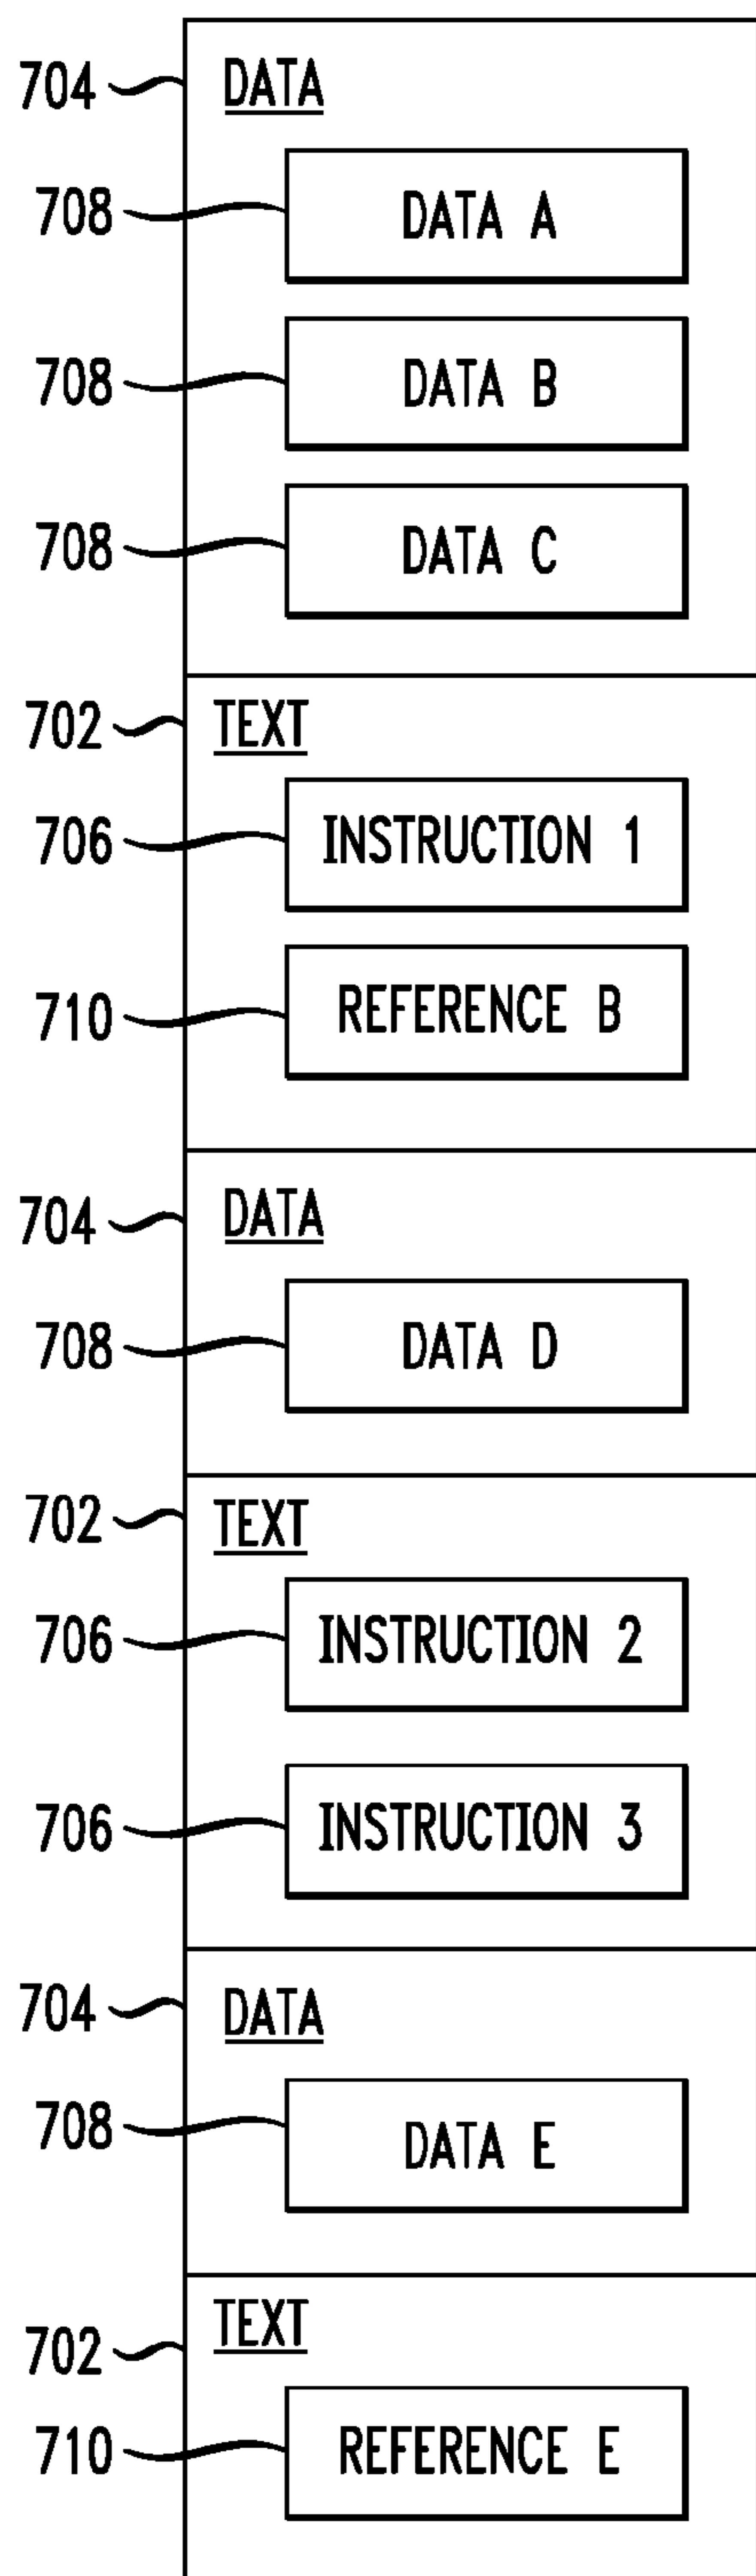 704 DATA
708 DATA A
708 DATA B
708 DATA C
702 TEXT
706 INSTRUCTION 1
710 REFERENCE B
704 DATA
708 DATA D
702 TEXT
706 INSTRUCTION 2
706 INSTRUCTION 3
704 DATA
708 DATA E
702 TEXT
710 REFERENCE E